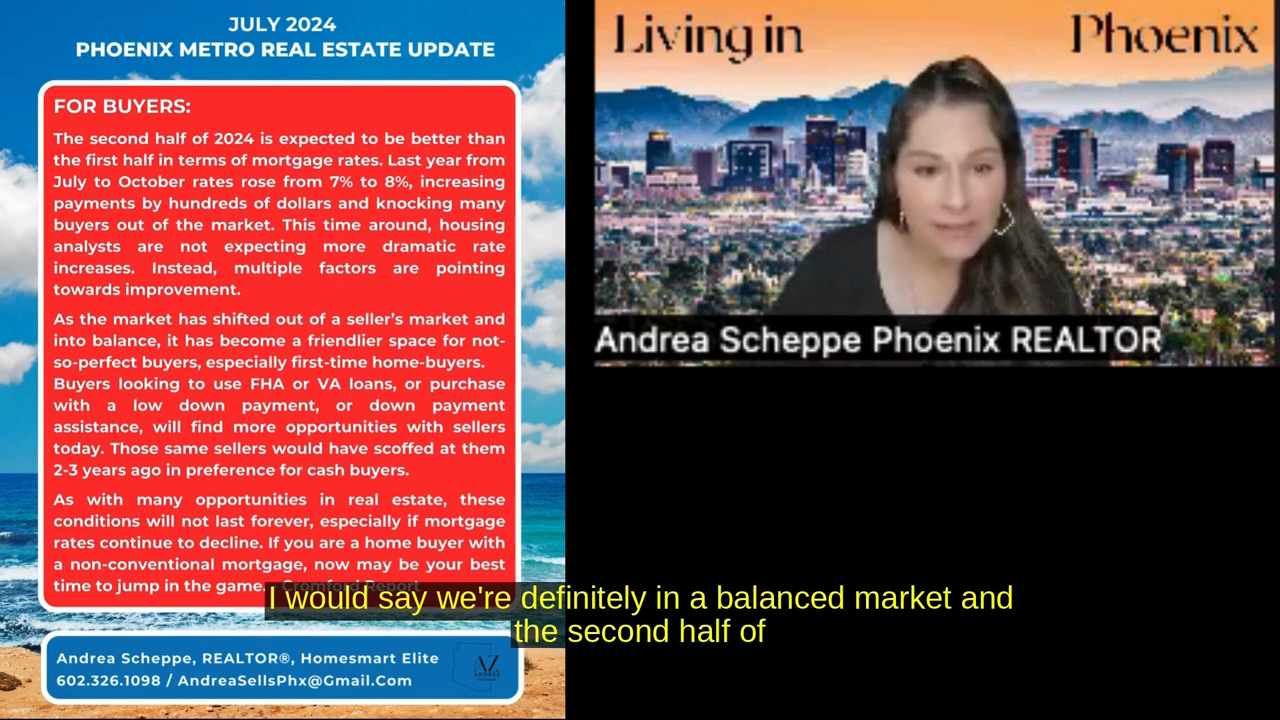 JULY 2024
PHOENIX METRO REAL ESTATE UPDATE
FOR BUYERS:
The second half of 2024 is expected to be better than
the first half in terms of mortgage rates. Last year from
July to October rates rose from 7% to 8%, increasing
payments by hundreds of dollars and knocking many
buyers out of the market. This time around, housing
analysts are not expecting more dramatic rate
increases. Instead, multiple factors are pointing
towards improvement.
As the market has shifted out of a seller’s market and
into balance, it has become a friendlier space for not-
so-perfect buyers, especially first-time home-buyers.
Buyers looking to use FHA or VA loans, or purchase
with a low down payment, or down payment
assistance, will find more opportunities with sellers
today. Those same sellers would have scoffed at them
2-3 years ago in preference for cash buyers.
As with many opportunities in real estate, these
conditions will not last forever, especially if mortgage
rates continue to decline. If you are a home buyer with
a non-conventional mortgage, now may be your best
time to jump in the game. - Cromford Report
Andrea Scheppe, REALTOR®, Homesmart Elite
602.326.1098 / AndreaSellsPhx@Gmail.Com
AZ
ANDREA
Living in Phoenix
Andrea Scheppe Phoenix REALTOR
I would say we're definitely in a balanced market and
the second half of